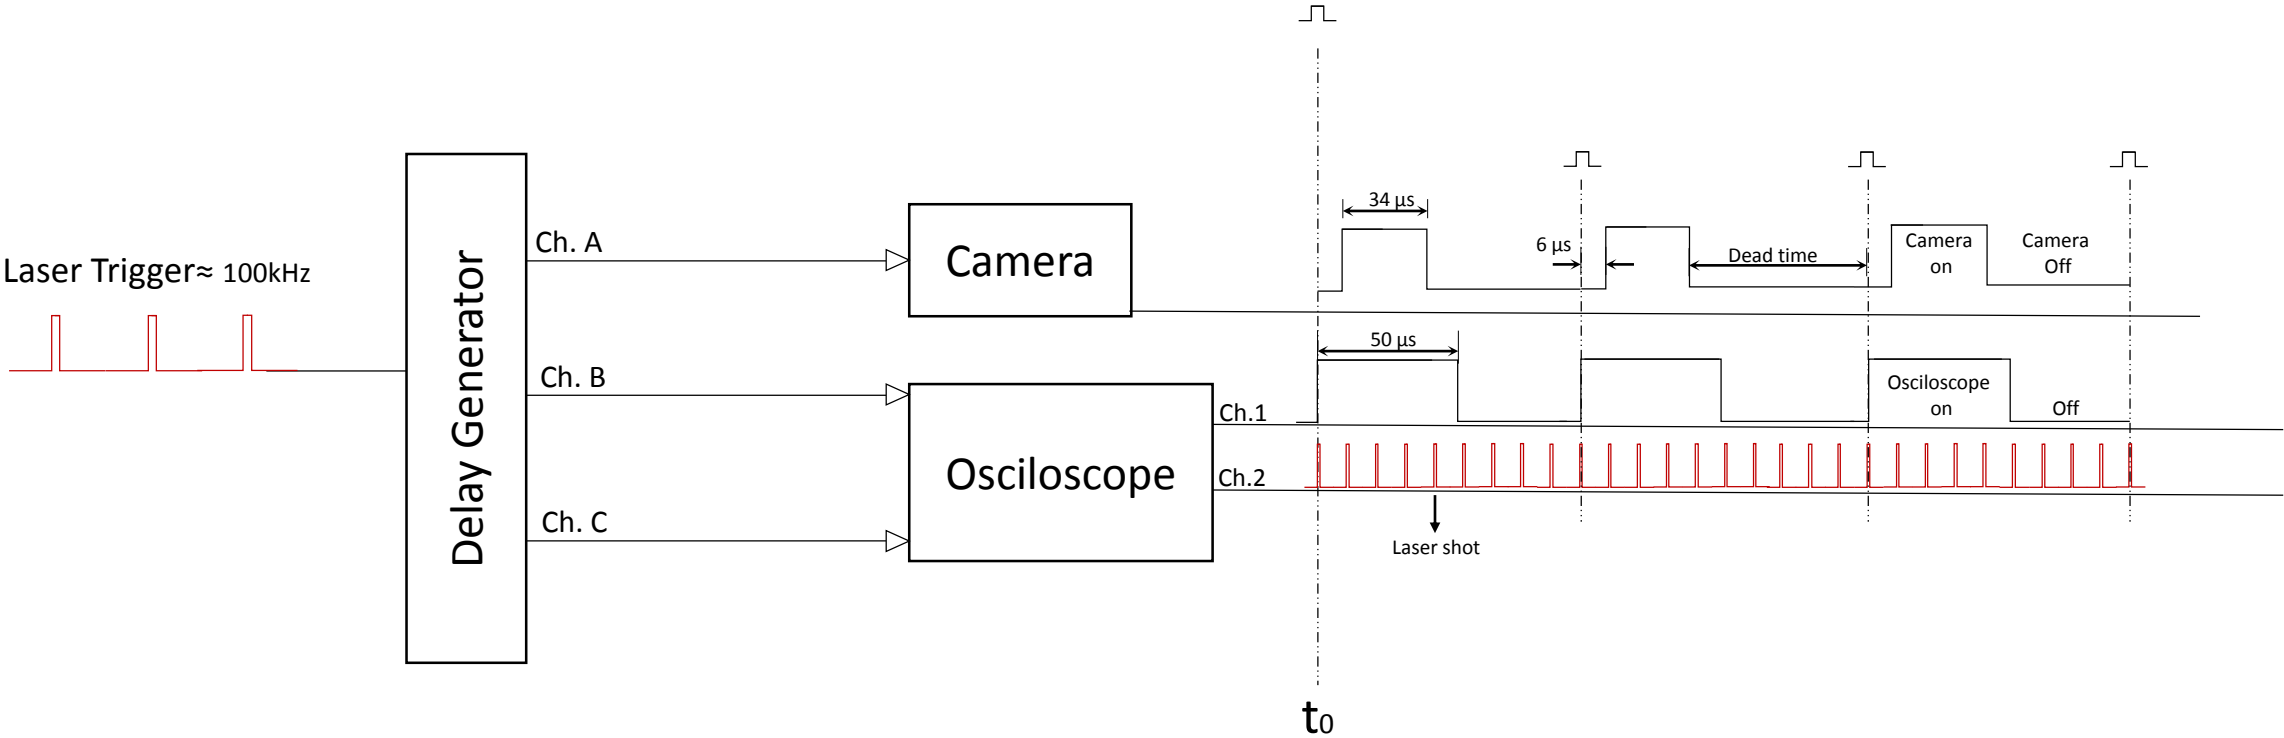 Laser Trigger≈ 100kHz
Delay Generator
Ch. A
Ch. B
Ch. C
Camera
Osciloscope
Ch.1
Ch.2
34 µs
6 µs
Dead time
Camera
on
Camera
Off
50 µs
Osciloscope
on
Off
Laser shot
t0